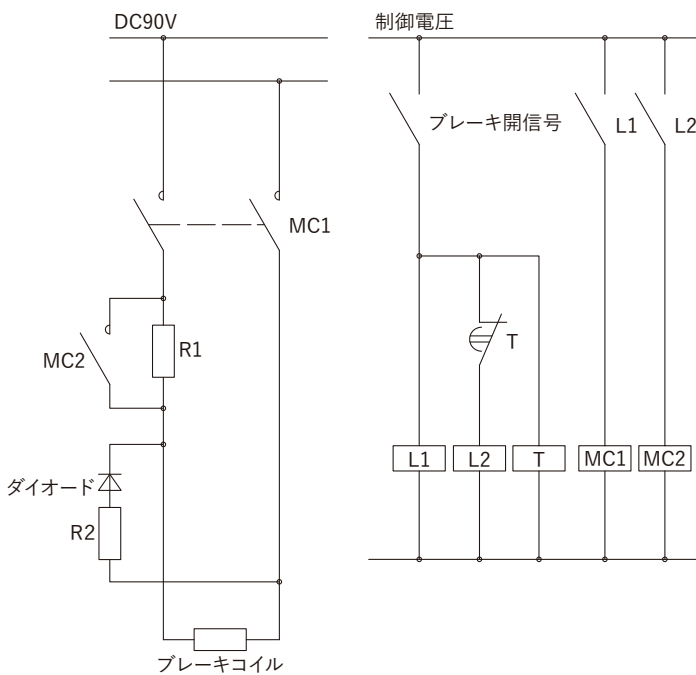 DC90V
MC1
MC2
R1
ダイオード
R2
ブレーキコイル
制御電圧
ブレーキ開信号
L1
L2
T
L1
L2
T
MC1
MC2